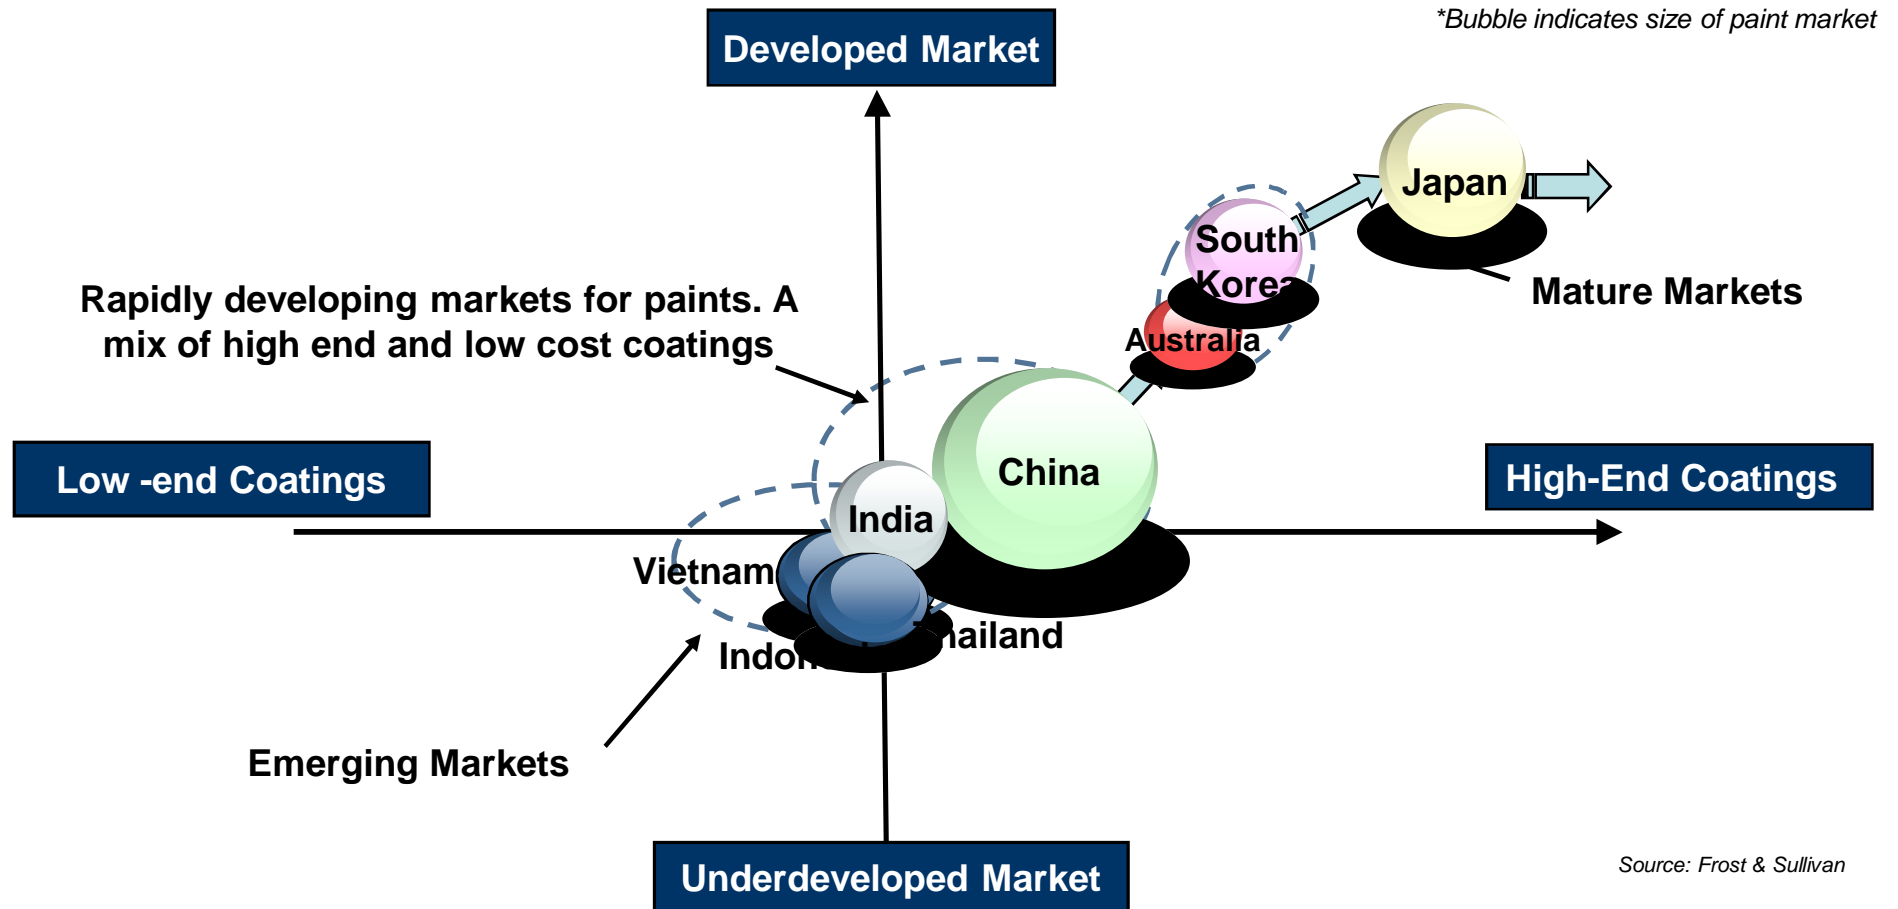 *Bubble indicates size of paint market
Developed Market
Japan
South
Korea
Mature Markets
Rapidly developing markets for paints. A
mix of high end and low cost coatings
Australia
Low -end Coatings
China
High-End Coatings
India
Vietnam
Thailand
Emerging Markets
Underdeveloped Market
Source: Frost & Sullivan